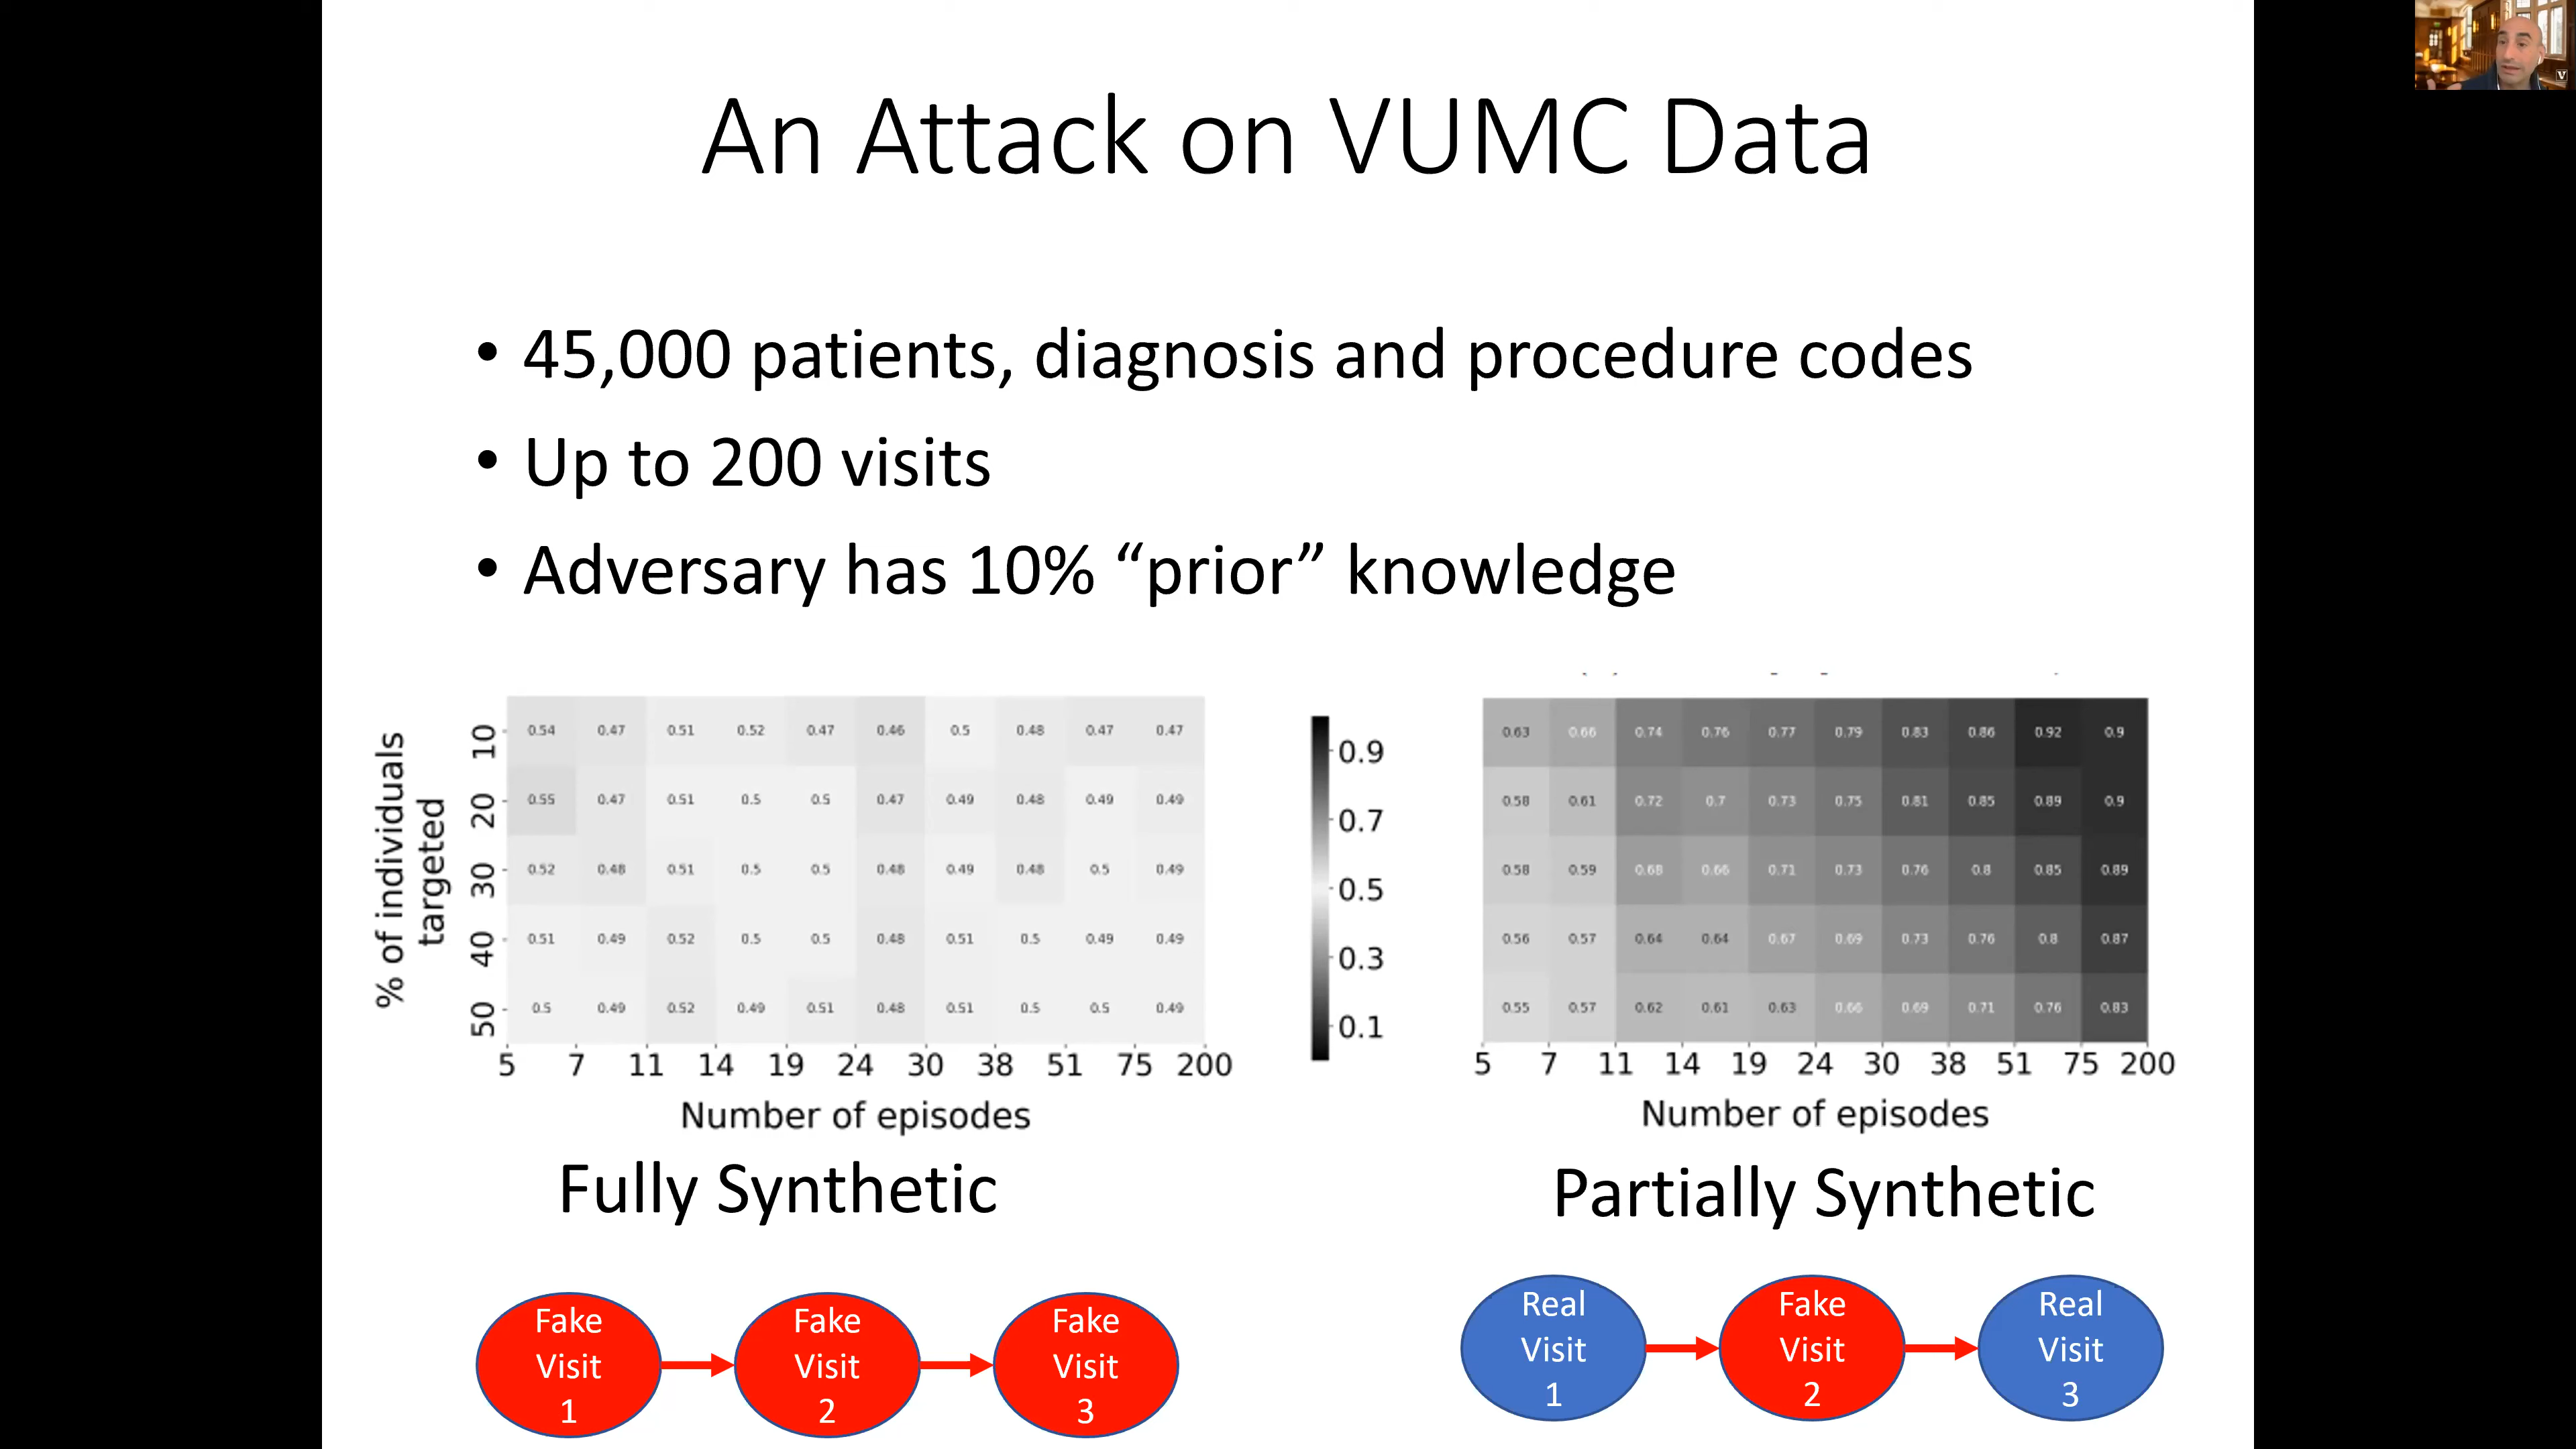 An Attack on VUMC Data
• 45,000 patients, diagnosis and procedure codes
• Up to 200 visits
• Adversary has 10% “prior” knowledge
% of individuals
targeted
10 0.54 0.47 0.51 0.52 0.47 0.46 0.5 0.48 0.47 0.47
20 0.55 0.47 0.51 0.5 0.5 0.47 0.49 0.48 0.49 0.49
30 0.52 0.48 0.51 0.5 0.5 0.48 0.49 0.48 0.5 0.49
40 0.51 0.49 0.52 0.5 0.5 0.48 0.51 0.5 0.49 0.49
50 0.5 0.49 0.52 0.49 0.51 0.48 0.51 0.5 0.5 0.49
5 7 11 14 19 24 30 38 51 75 200
Number of episodes
Fully Synthetic
0.9
0.7
0.5
0.3
0.1
0.63 0.66 0.74 0.76 0.77 0.79 0.83 0.86 0.92 0.9
0.58 0.61 0.72 0.7 0.73 0.75 0.81 0.85 0.89 0.9
0.58 0.59 0.68 0.66 0.71 0.73 0.76 0.8 0.85 0.89
0.56 0.57 0.64 0.64 0.67 0.69 0.73 0.76 0.8 0.87
0.55 0.57 0.62 0.61 0.63 0.66 0.69 0.71 0.76 0.83
5 7 11 14 19 24 30 38 51 75 200
Number of episodes
Partially Synthetic
Fake
Visit
1
Fake
Visit
2
Fake
Visit
3
Real
Visit
1
Fake
Visit
2
Real
Visit
3
V